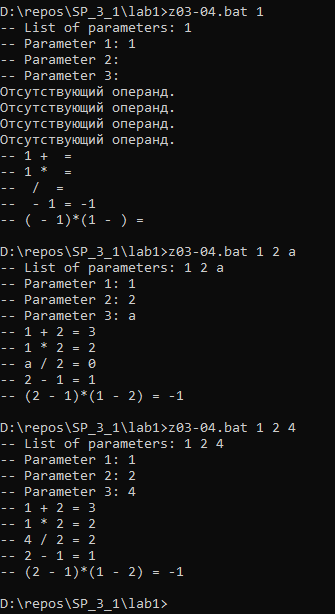 D:\repos\SP_3_1\lab1>z03-04.bat 1
-- List of parameters: 1
-- Parameter 1: 1
-- Parameter 2:
-- Parameter 3:
Отсутствующий операнд.
Отсутствующий операнд.
Отсутствующий операнд.
Отсутствующий операнд.
-- 1 +  =
-- 1 *  =
--  /  =
--  - 1 = -1
-- ( - 1)*(1 - ) =
D:\repos\SP_3_1\lab1>z03-04.bat 1 2 a
-- List of parameters: 1 2 a
-- Parameter 1: 1
-- Parameter 2: 2
-- Parameter 3: a
-- 1 + 2 = 3
-- 1 * 2 = 2
-- a / 2 = 0
-- 2 - 1 = 1
-- (2 - 1)*(1 - 2) = -1
D:\repos\SP_3_1\lab1>z03-04.bat 1 2 4
-- List of parameters: 1 2 4
-- Parameter 1: 1
-- Parameter 2: 2
-- Parameter 3: 4
-- 1 + 2 = 3
-- 1 * 2 = 2
-- 4 / 2 = 2
-- 2 - 1 = 1
-- (2 - 1)*(1 - 2) = -1
D:\repos\SP_3_1\lab1>